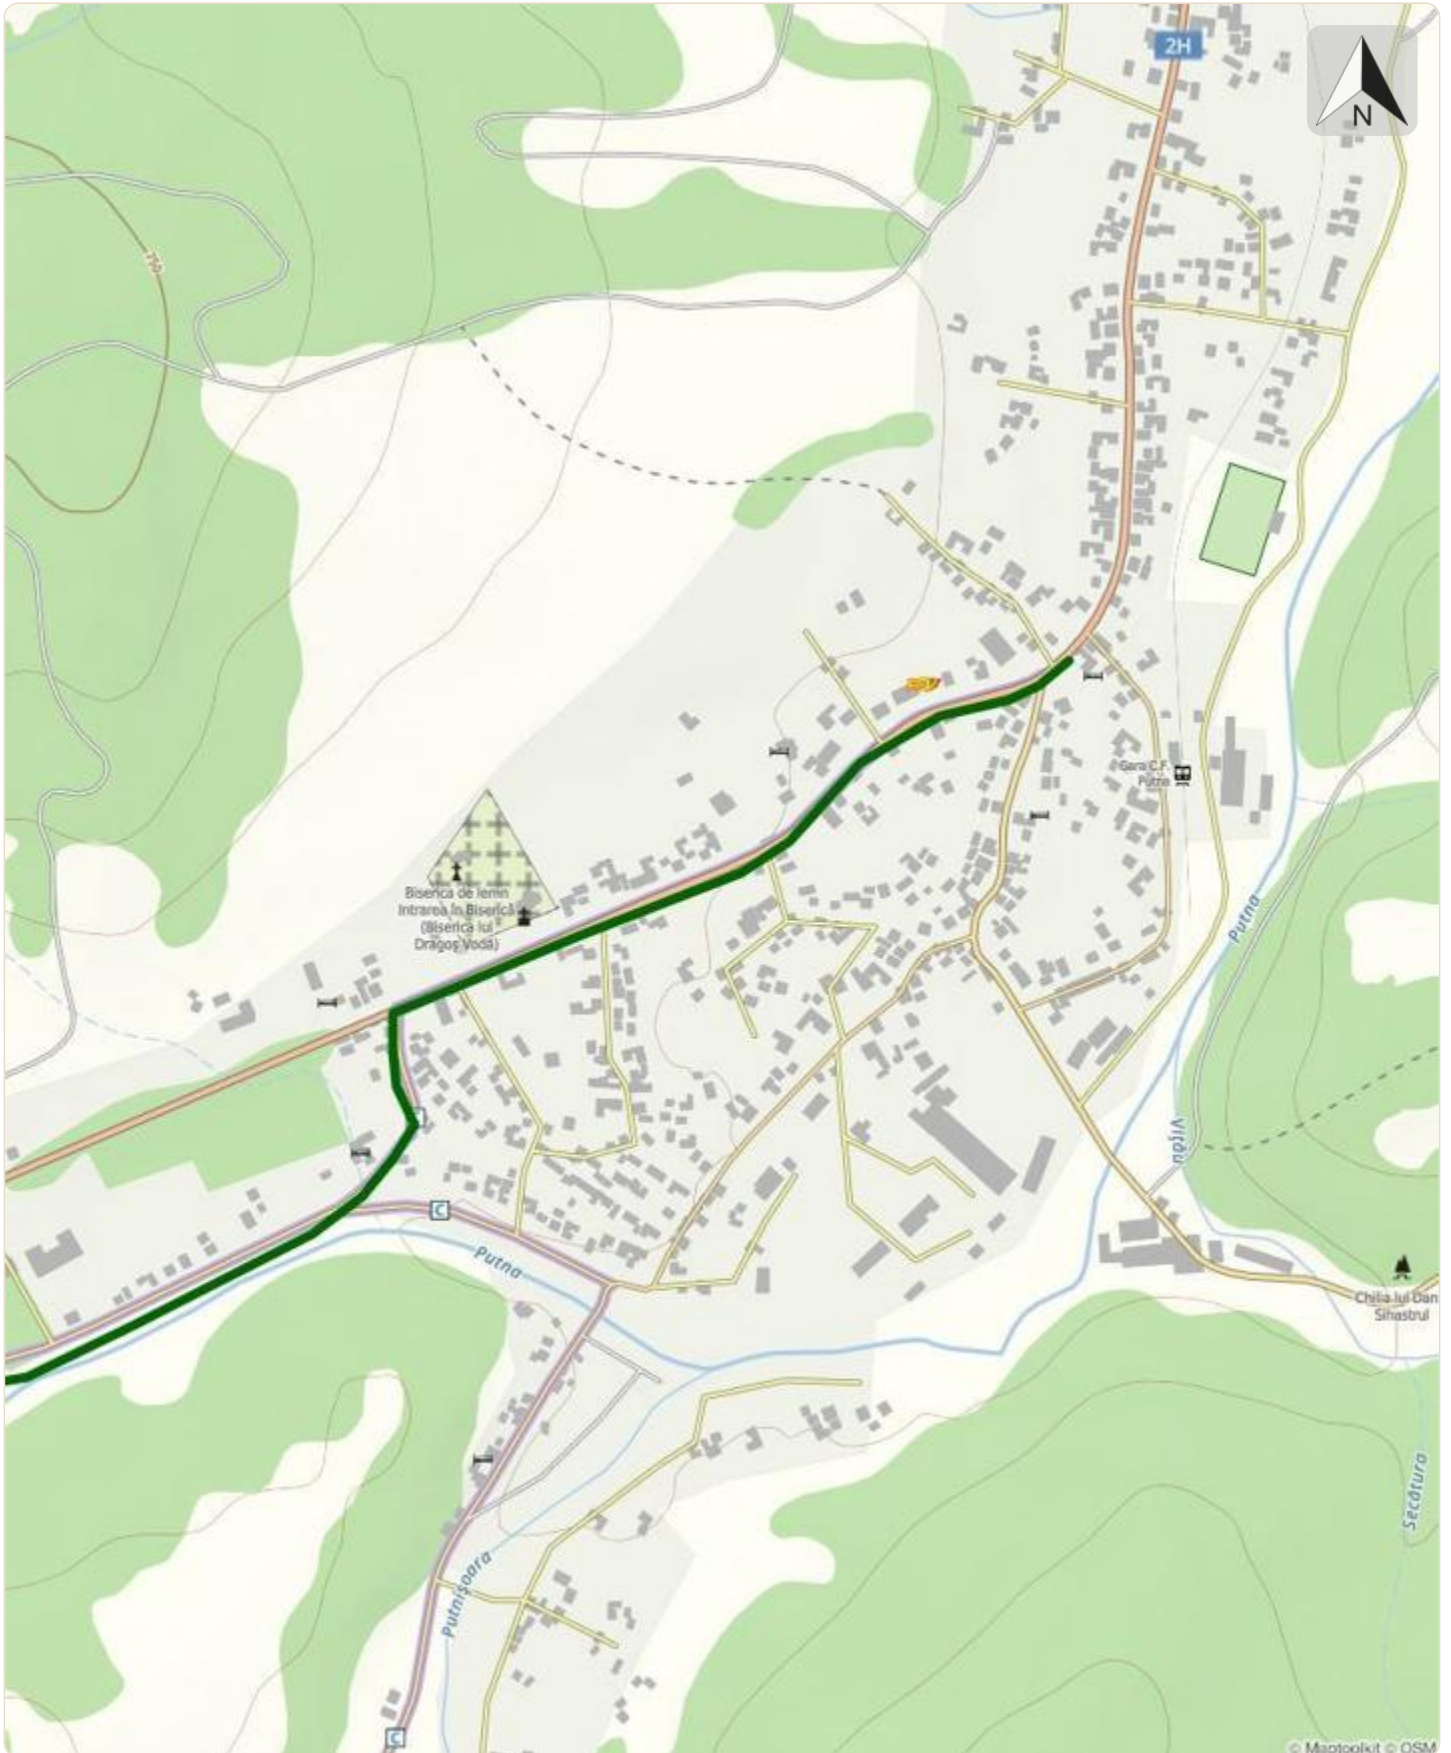 2H
N
750
Gara C.F.
Putna
Biserica de lemn
Intrarea în Biserică
(Biserica lui
Dragoș Vodă)
Putna
Vițău
C
Putna
Chilia lui Dan
Sihastrul
Secătura
Putnișoara
C
© Maptoolkit © OSM